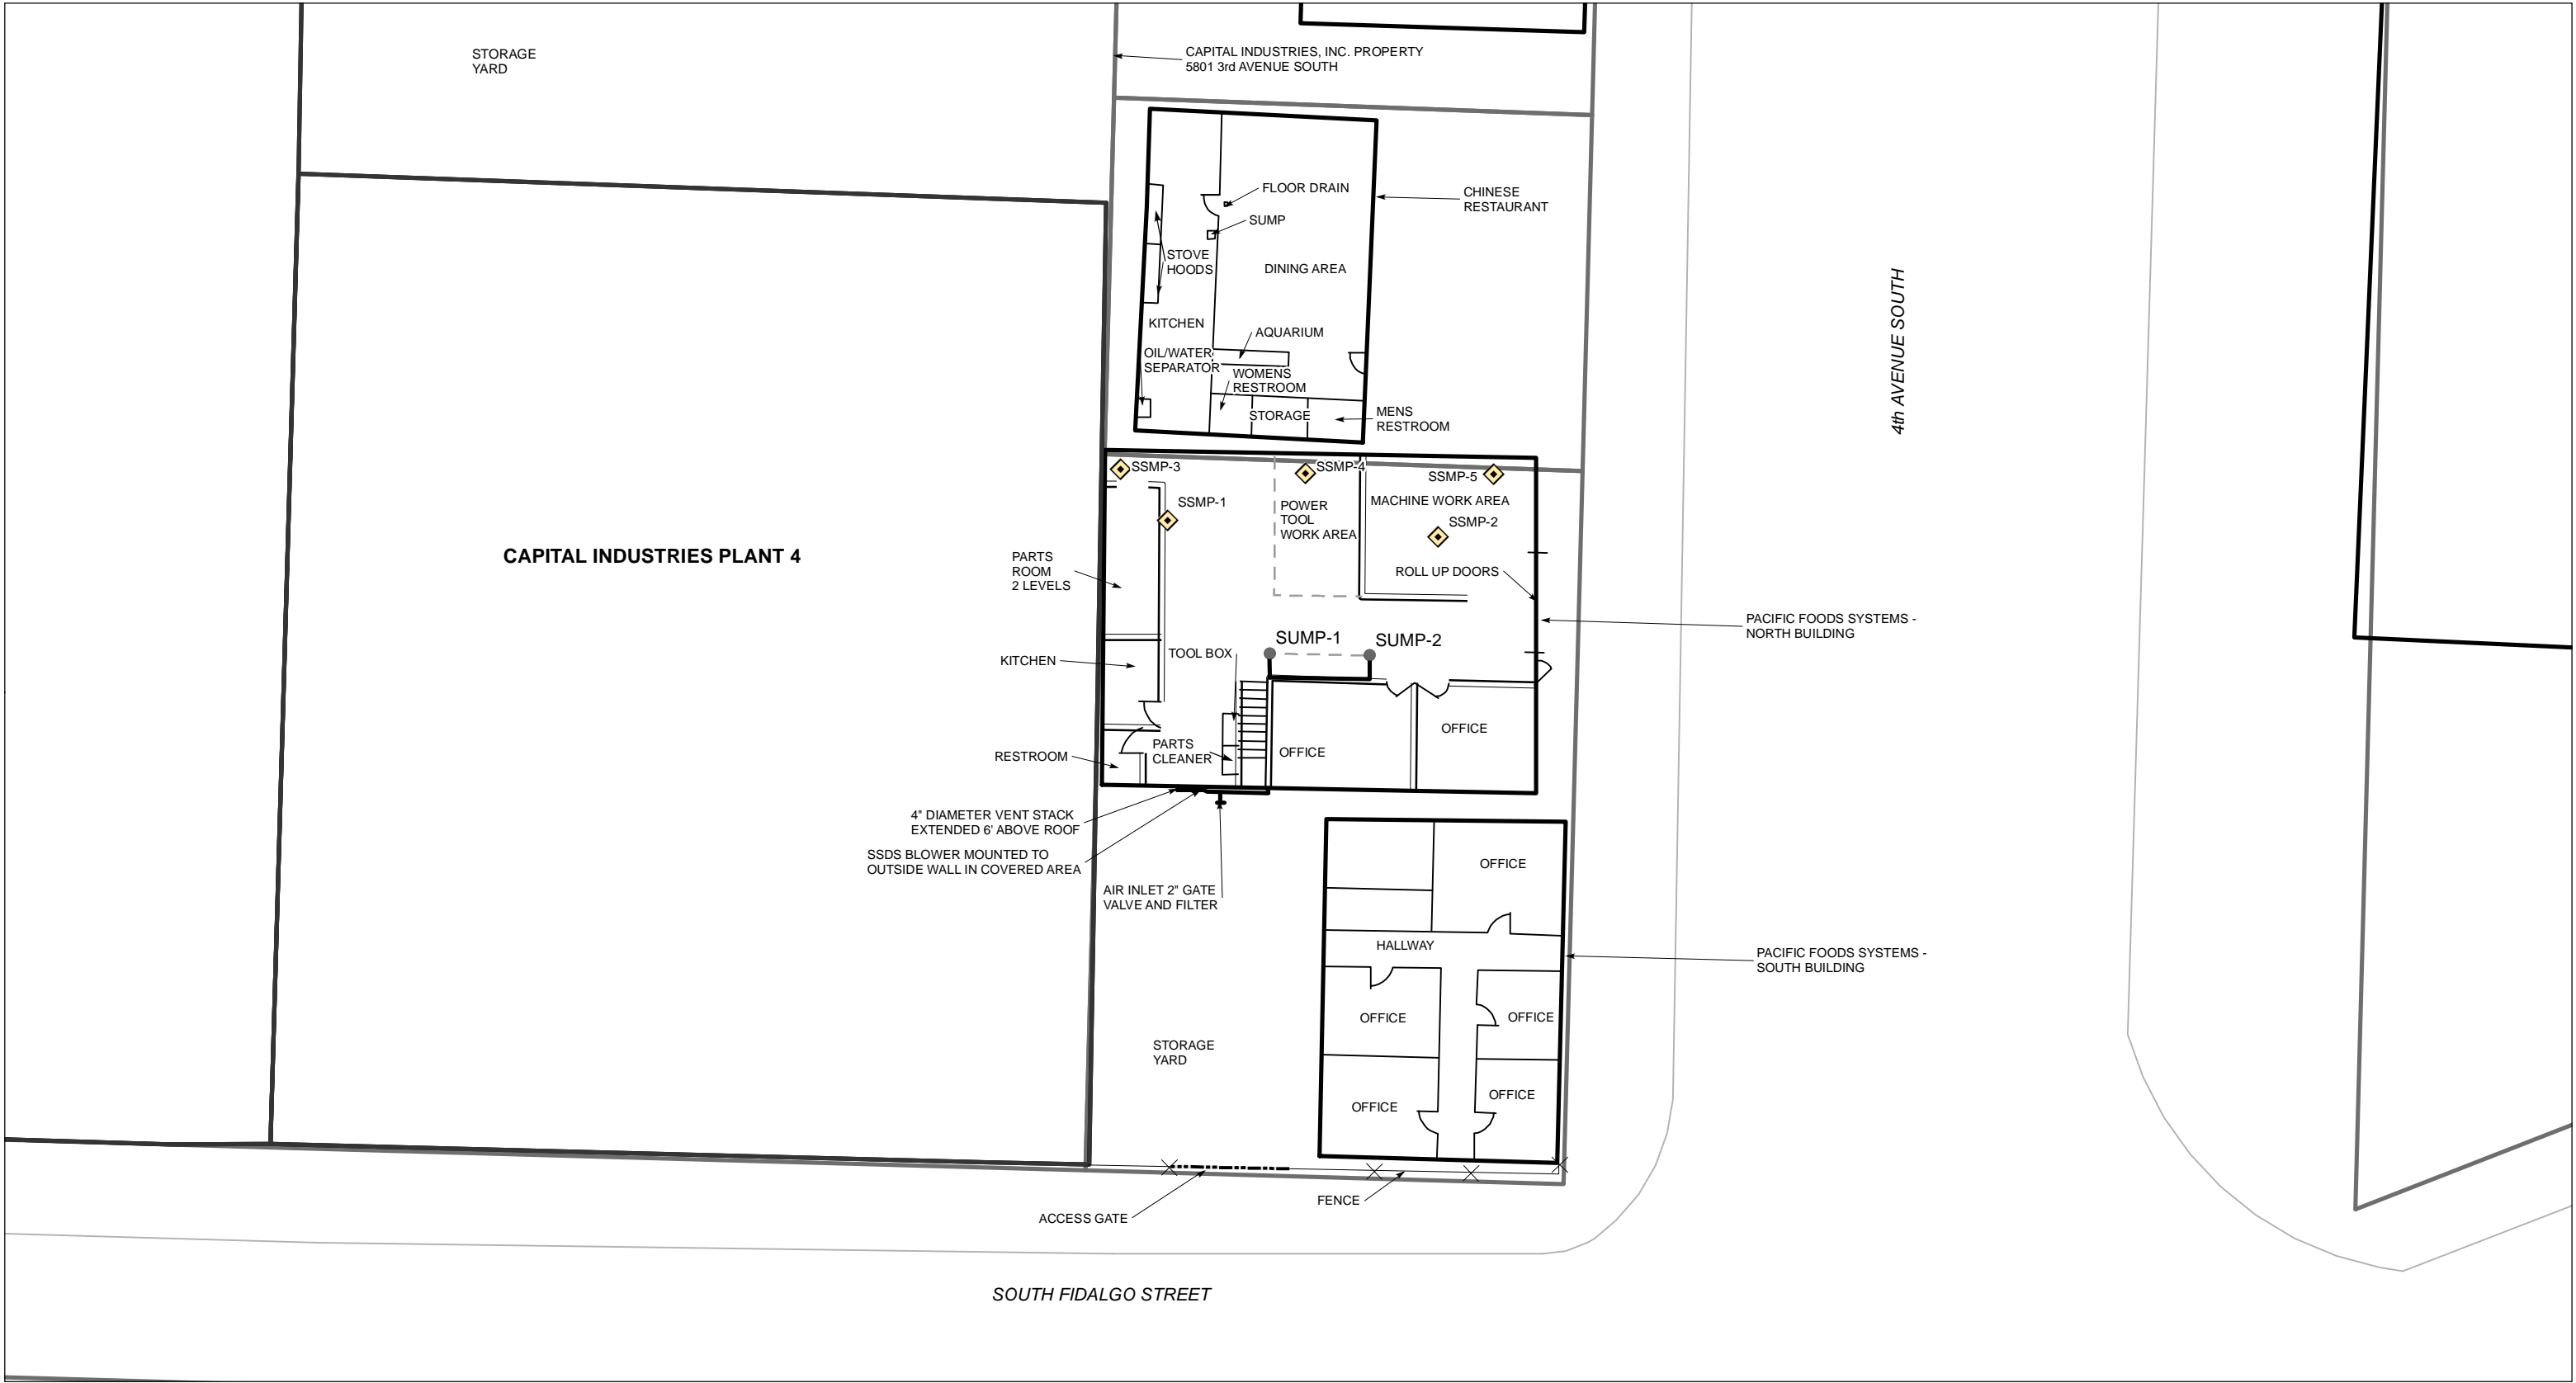 STORAGE
YARD
CAPITAL INDUSTRIES, INC. PROPERTY
5801 3rd AVENUE SOUTH
FLOOR DRAIN
CHINESE
RESTAURANT
SUMP
STOVE
HOODS
DINING AREA
4th AVENUE SOUTH
KITCHEN
AQUARIUM
OIL/WATER
SEPARATOR
WOMENS
RESTROOM
STORAGE
MENS
RESTROOM
SSMP-3
SSMP-4
SSMP-5
SSMP-1
POWER
TOOL
WORK AREA
MACHINE WORK AREA
SSMP-2
CAPITAL INDUSTRIES PLANT 4
PARTS
ROOM
2 LEVELS
ROLL UP DOORS
PACIFIC FOODS SYSTEMS -
NORTH BUILDING
SUMP-1
SUMP-2
KITCHEN
TOOL BOX
OFFICE
RESTROOM
PARTS
CLEANER
OFFICE
4" DIAMETER VENT STACK
EXTENDED 6' ABOVE ROOF
SSDS BLOWER MOUNTED TO
OUTSIDE WALL IN COVERED AREA
AIR INLET 2" GATE
VALVE AND FILTER
OFFICE
HALLWAY
PACIFIC FOODS SYSTEMS -
SOUTH BUILDING
OFFICE
OFFICE
STORAGE
YARD
OFFICE
OFFICE
FENCE
ACCESS GATE
SOUTH FIDALGO STREET